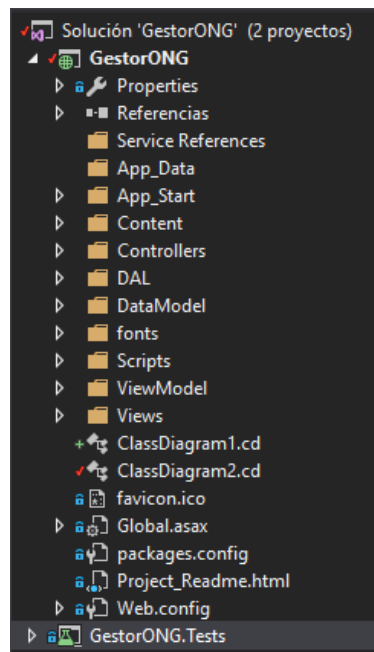 Solución 'GestorONG' (2 proyectos)
GestorONG
Properties
Referencias
Service References
App_Data
App_Start
Content
Controllers
DAL
DataModel
fonts
Scripts
ViewModel
Views
ClassDiagram1.cd
ClassDiagram2.cd
favicon.ico
Global.asax
packages.config
Project_Readme.html
Web.config
GestorONG.Tests